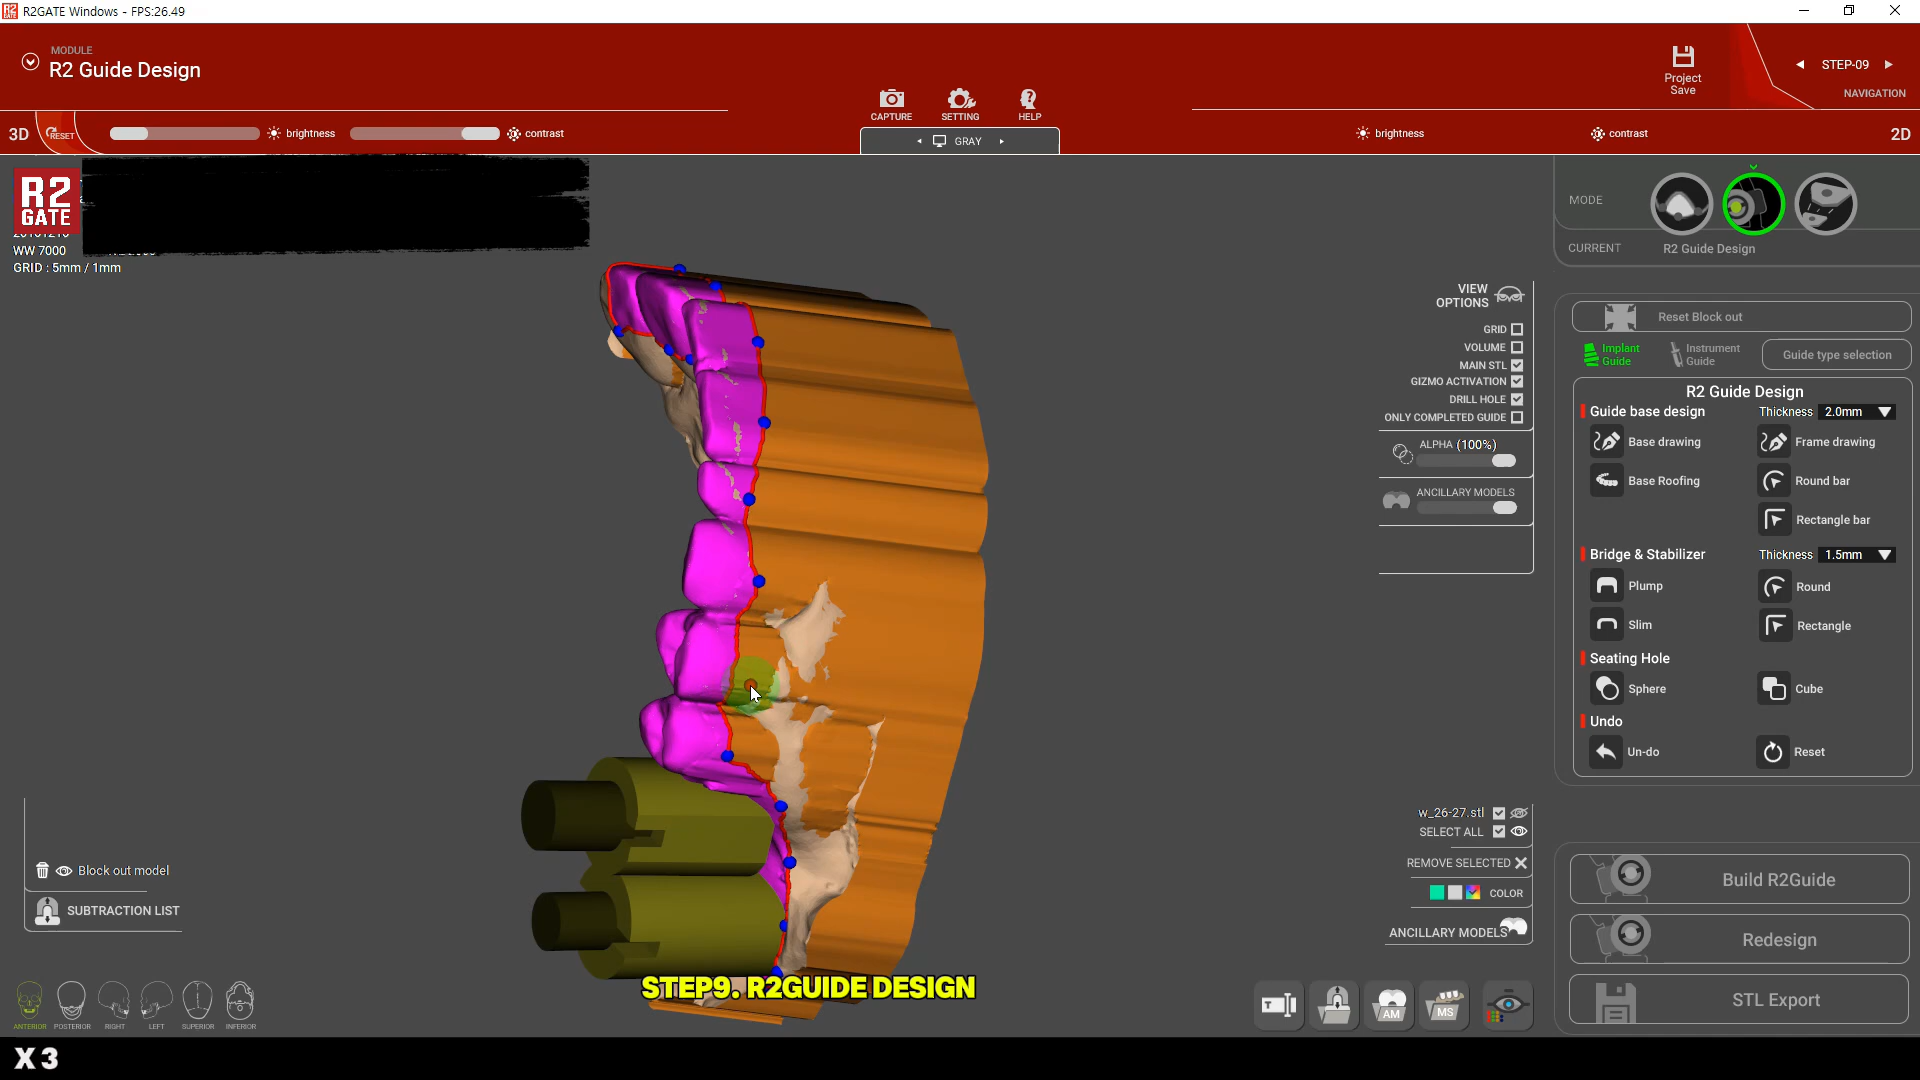 R2GATE Windows - FPS:26.49
MODULE
R2 Guide Design
CAPTURE
SETTING
HELP
Project
Save
STEP-09
NAVIGATION
3D
RESET
brightness
contrast
GRAY
brightness
contrast
2D
R2
GATE
WW 7000
GRID : 5mm / 1mm
MODE
CURRENT
R2 Guide Design
VIEW
OPTIONS
GRID
VOLUME
MAIN STL
GIZMO ACTIVATION
DRILL HOLE
ONLY COMPLETED GUIDE
ALPHA (100%)
ANCILLARY MODELS
Reset Block out
Implant
Guide
Instrument
Guide
Guide type selection
R2 Guide Design
Guide base design
Thickness 2.0mm
Base drawing
Frame drawing
Base Roofing
Round bar
Rectangle bar
Bridge & Stabilizer
Thickness 1.5mm
Plump
Round
Slim
Rectangle
Seating Hole
Sphere
Cube
Undo
Un-do
Reset
w_26-27.stl
SELECT ALL
REMOVE SELECTED
COLOR
ANCILLARY MODELS
Block out model
SUBTRACTION LIST
Build R2Guide
Redesign
STL Export
STEP9. R2GUIDE DESIGN
ANTERIOR
POSTERIOR
RIGHT
LEFT
SUPERIOR
INFERIOR
T
AM
MS
X 3